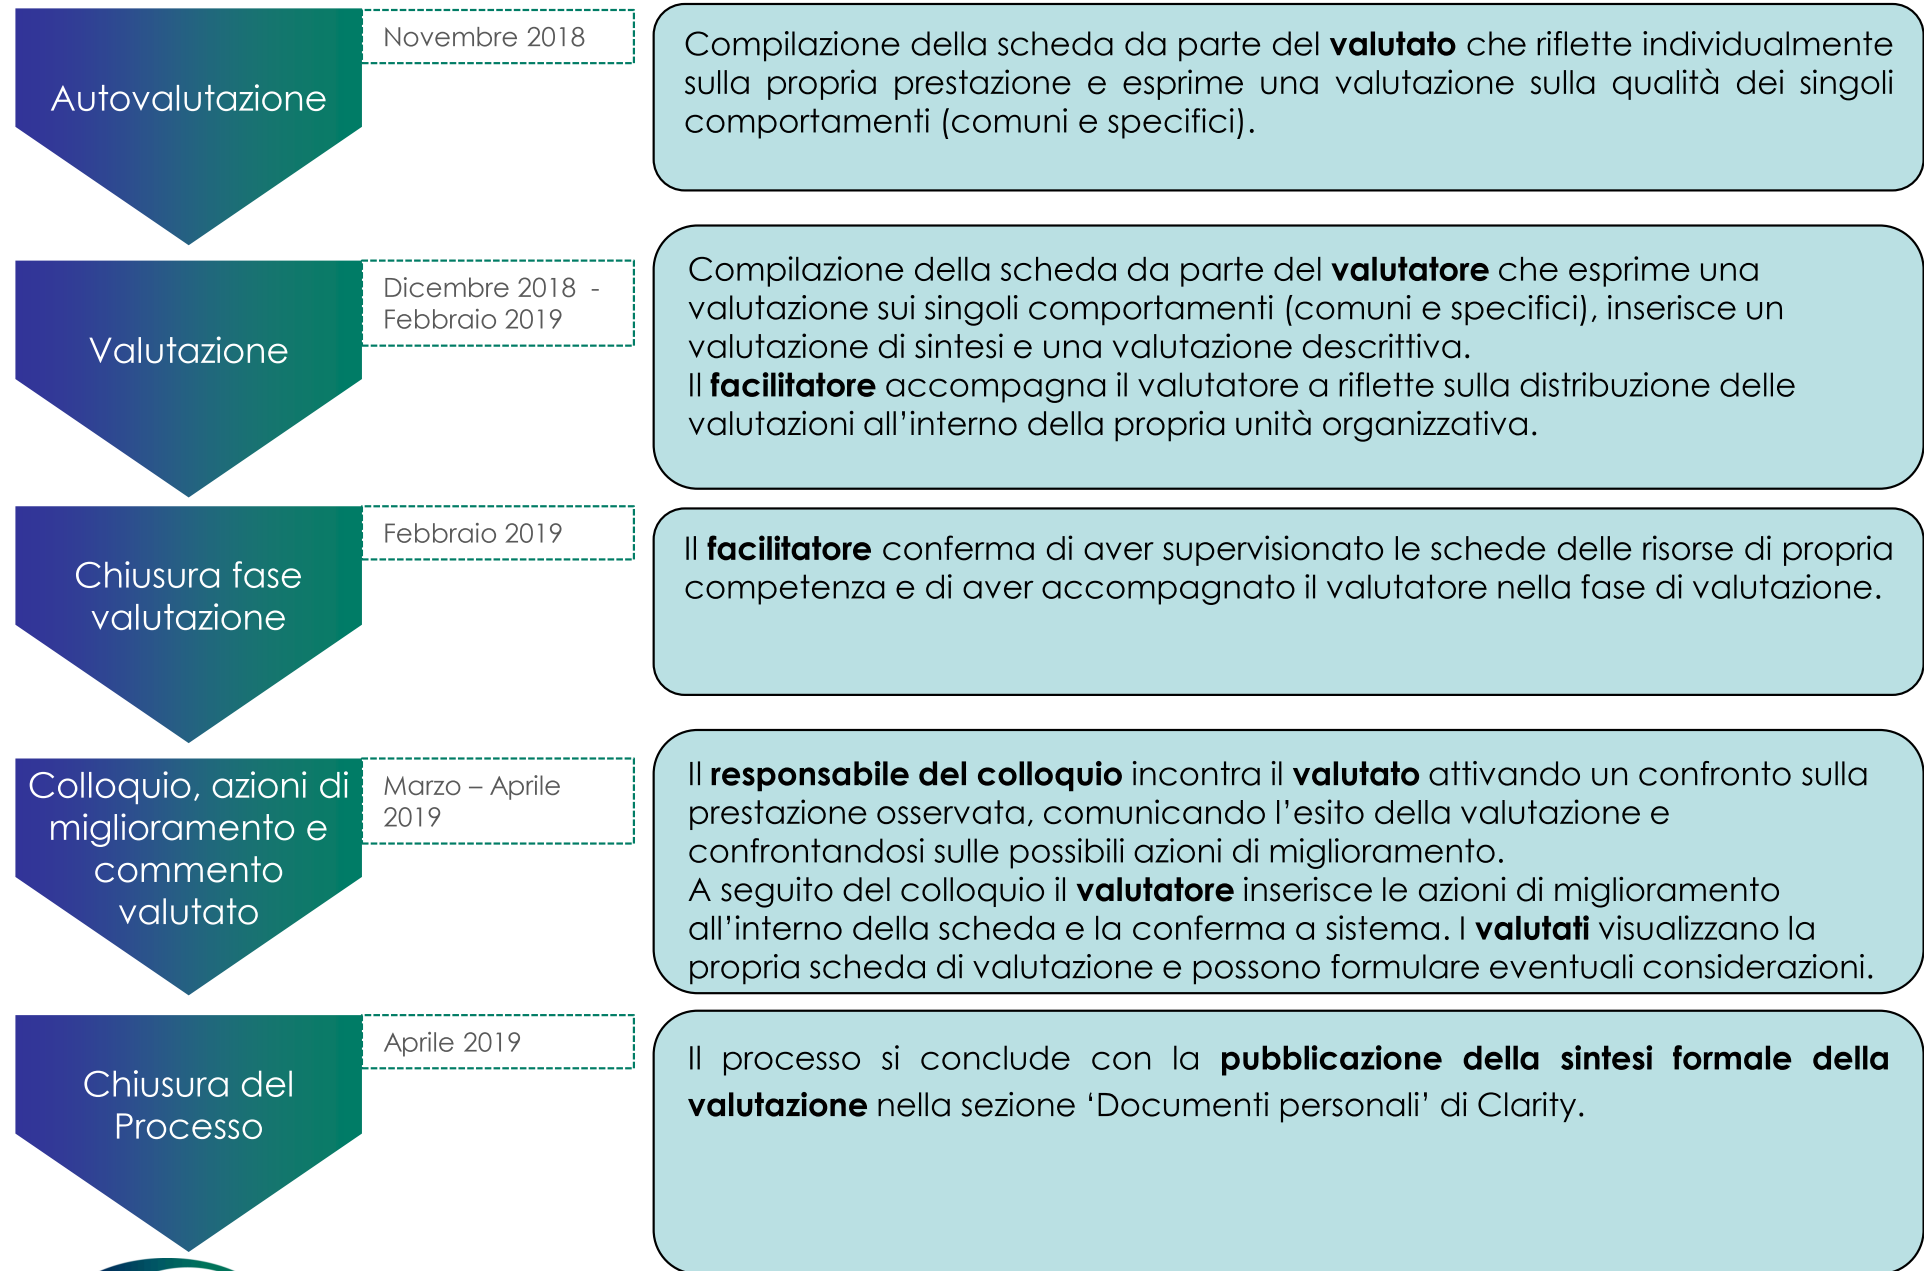 Autovalutazione
Novembre 2018
Compilazione della scheda da parte del valutato che riflette individualmente
sulla propria prestazione e esprime una valutazione sulla qualità dei singoli
comportamenti (comuni e specifici).
Valutazione
Dicembre 2018 -
Febbraio 2019
Compilazione della scheda da parte del valutatore che esprime una
valutazione sui singoli comportamenti (comuni e specifici), inserisce un
valutazione di sintesi e una valutazione descrittiva.
Il facilitatore accompagna il valutatore a riflette sulla distribuzione delle
valutazioni all’interno della propria unità organizzativa.
Chiusura fase
valutazione
Febbraio 2019
Il facilitatore conferma di aver supervisionato le schede delle risorse di propria
competenza e di aver accompagnato il valutatore nella fase di valutazione.
Colloquio, azioni di
miglioramento e
commento
valutato
Marzo – Aprile
2019
Il responsabile del colloquio incontra il valutato attivando un confronto sulla
prestazione osservata, comunicando l’esito della valutazione e
confrontandosi sulle possibili azioni di miglioramento.
A seguito del colloquio il valutatore inserisce le azioni di miglioramento
all’interno della scheda e la conferma a sistema. I valutati visualizzano la
propria scheda di valutazione e possono formulare eventuali considerazioni.
Chiusura del
Processo
Aprile 2019
Il processo si conclude con la pubblicazione della sintesi formale della
valutazione nella sezione ‘Documenti personali’ di Clarity.